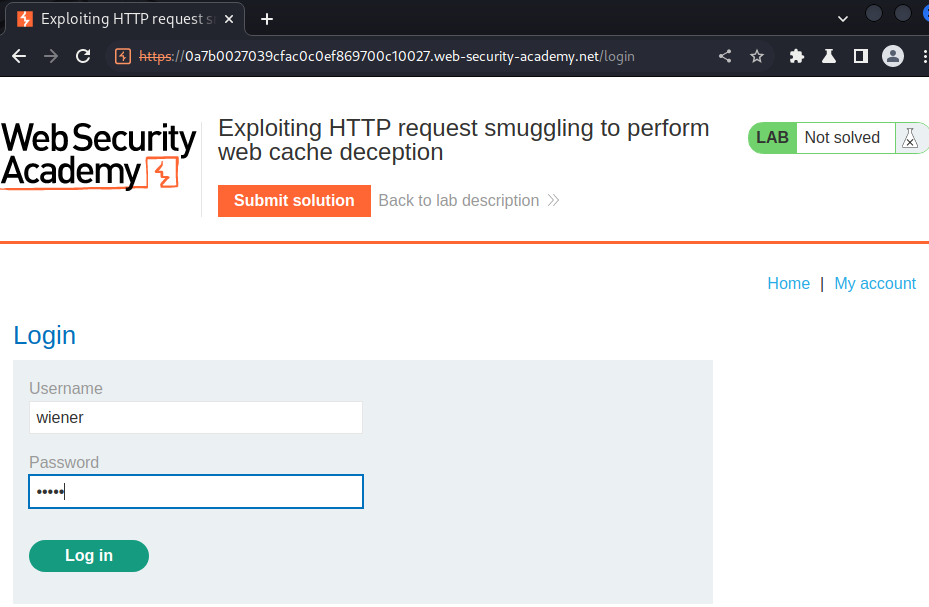 Exploiting HTTP request s
https://0a7b0027039cfac0c0ef869700c10027.web-security-academy.net/login
Web Security
Academy
Exploiting HTTP request smuggling to perform
web cache deception
LAB Not solved
Submit solution
Back to lab description
Home | My account
Login
Username
wiener
Password
•••••
Log in